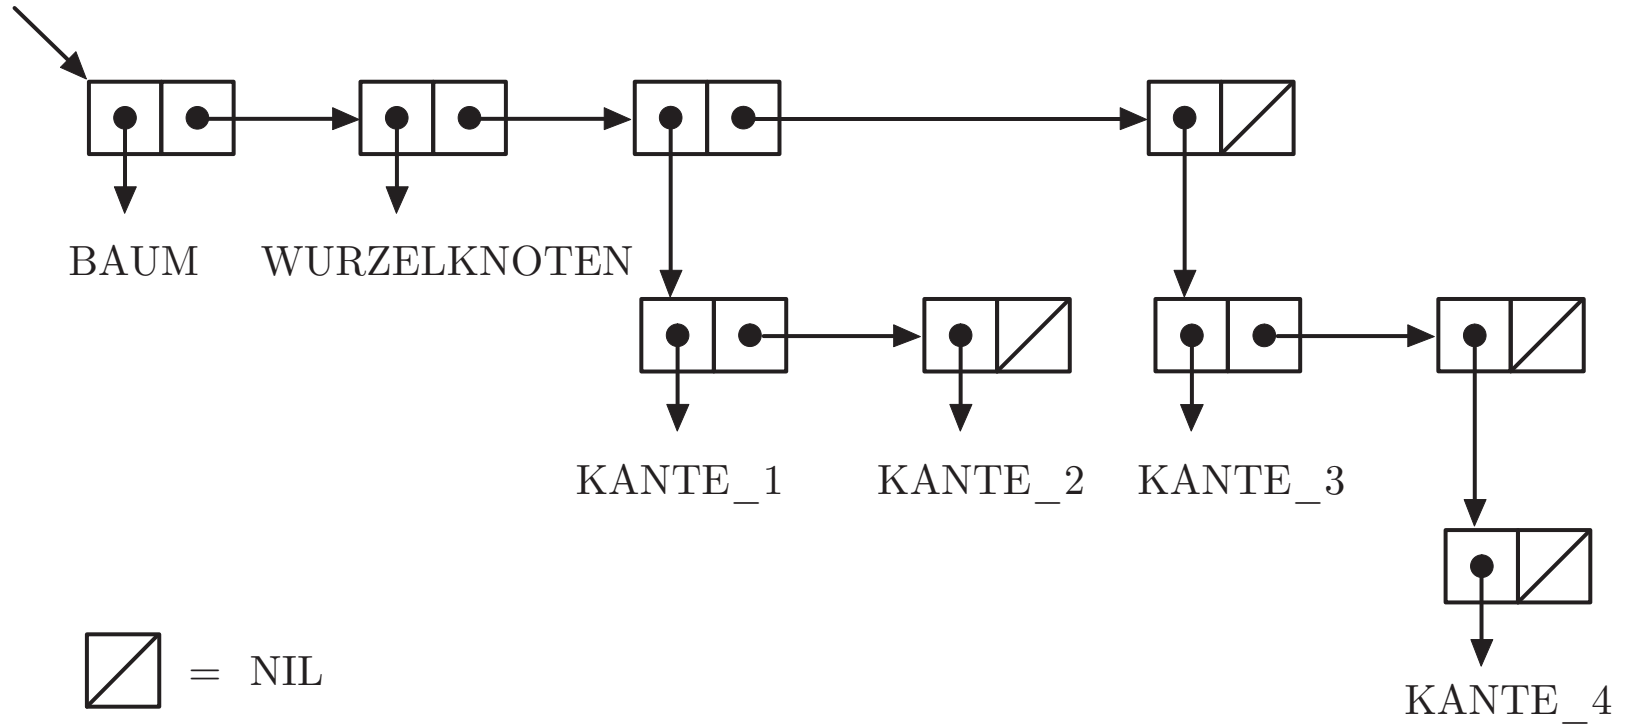 BAUM WURZELKNOTEN
KANTE_1 KANTE_2 KANTE_3
= NIL
KANTE_4